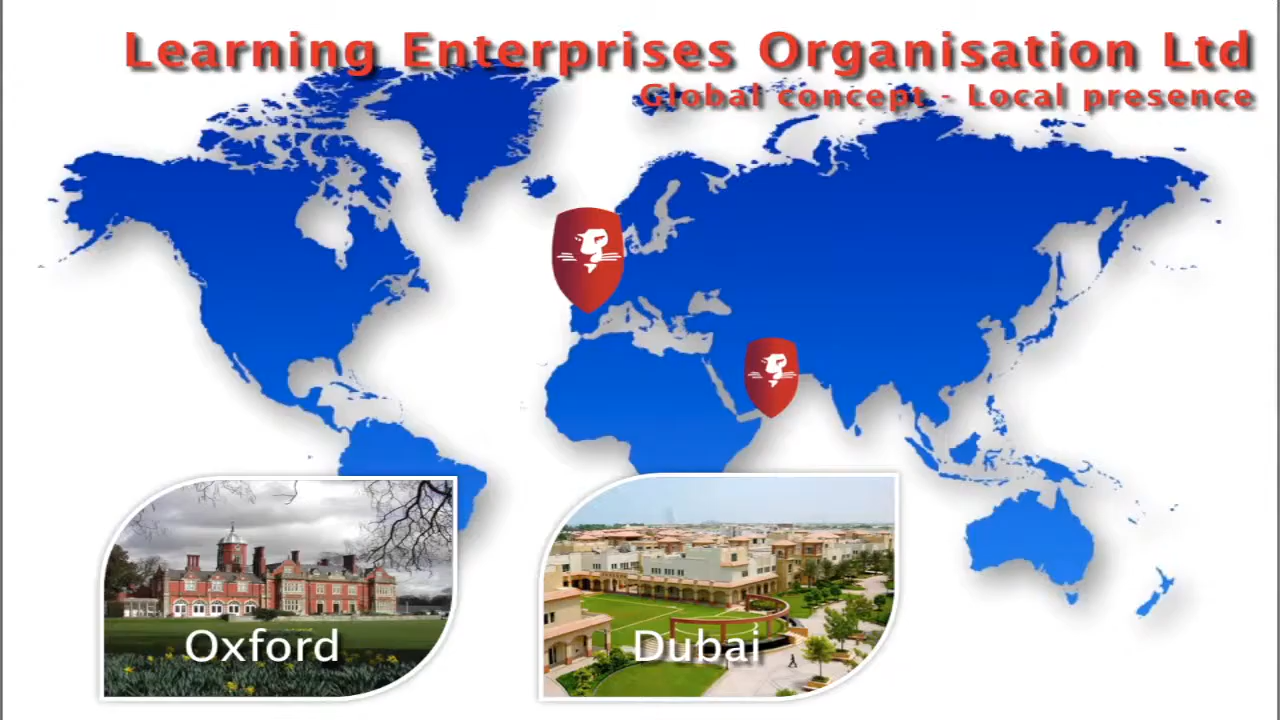 Learning Enterprises Organisation Ltd
Global concept - Local presence
Oxford
Dubai